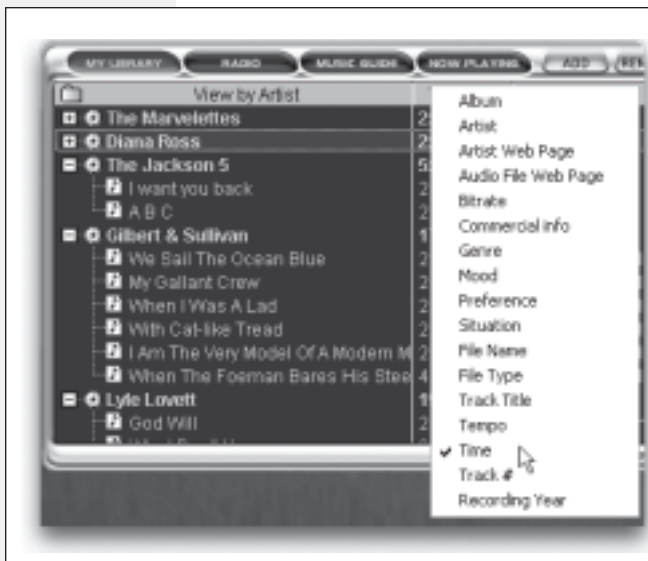 MY LIBRARY RADIO MUSIC GUIDE NOW PLAYING ADD
View by Artist
The Marvelettes
Diana Ross
The Jackson 5
I want you back
A B C
Gilbert & Sullivan
We Sail The Ocean Blue
My Gallant Crew
When I Was A Lad
With Cat-like Tread
I Am The Very Model Of A Modern M
When The Foeman Bares His Stee
Lyle Lovett
God Will
Album
Artist
Artist Web Page
Audio File Web Page
Bitrate
Commercial info
Genre
Mood
Preference
Situation
File Name
File Type
Track Title
Tempo
Time
Track #
Recording Year